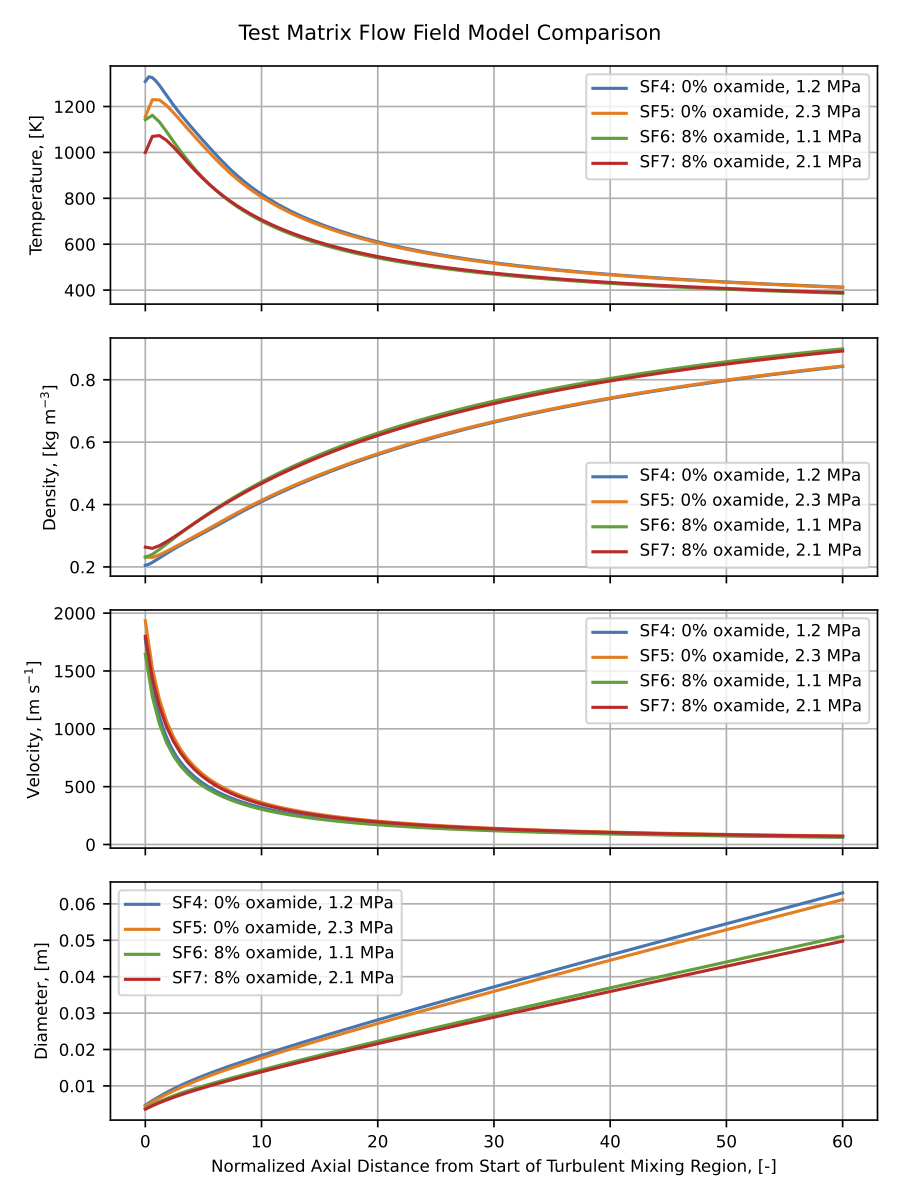 Test Matrix Flow Field Model Comparison
1200
1000
800
600
400
Temperature, [K]
SF4: 0% oxamide, 1.2 MPa
SF5: 0% oxamide, 2.3 MPa
SF6: 8% oxamide, 1.1 MPa
SF7: 8% oxamide, 2.1 MPa
0.8
0.6
0.4
0.2
Density, [kg m⁻³]
SF4: 0% oxamide, 1.2 MPa
SF5: 0% oxamide, 2.3 MPa
SF6: 8% oxamide, 1.1 MPa
SF7: 8% oxamide, 2.1 MPa
2000
1500
1000
500
0
Velocity, [m s⁻¹]
SF4: 0% oxamide, 1.2 MPa
SF5: 0% oxamide, 2.3 MPa
SF6: 8% oxamide, 1.1 MPa
SF7: 8% oxamide, 2.1 MPa
0.06
0.05
0.04
0.03
0.02
0.01
Diameter, [m]
SF4: 0% oxamide, 1.2 MPa
SF5: 0% oxamide, 2.3 MPa
SF6: 8% oxamide, 1.1 MPa
SF7: 8% oxamide, 2.1 MPa
0 10 20 30 40 50 60
Normalized Axial Distance from Start of Turbulent Mixing Region, [-]